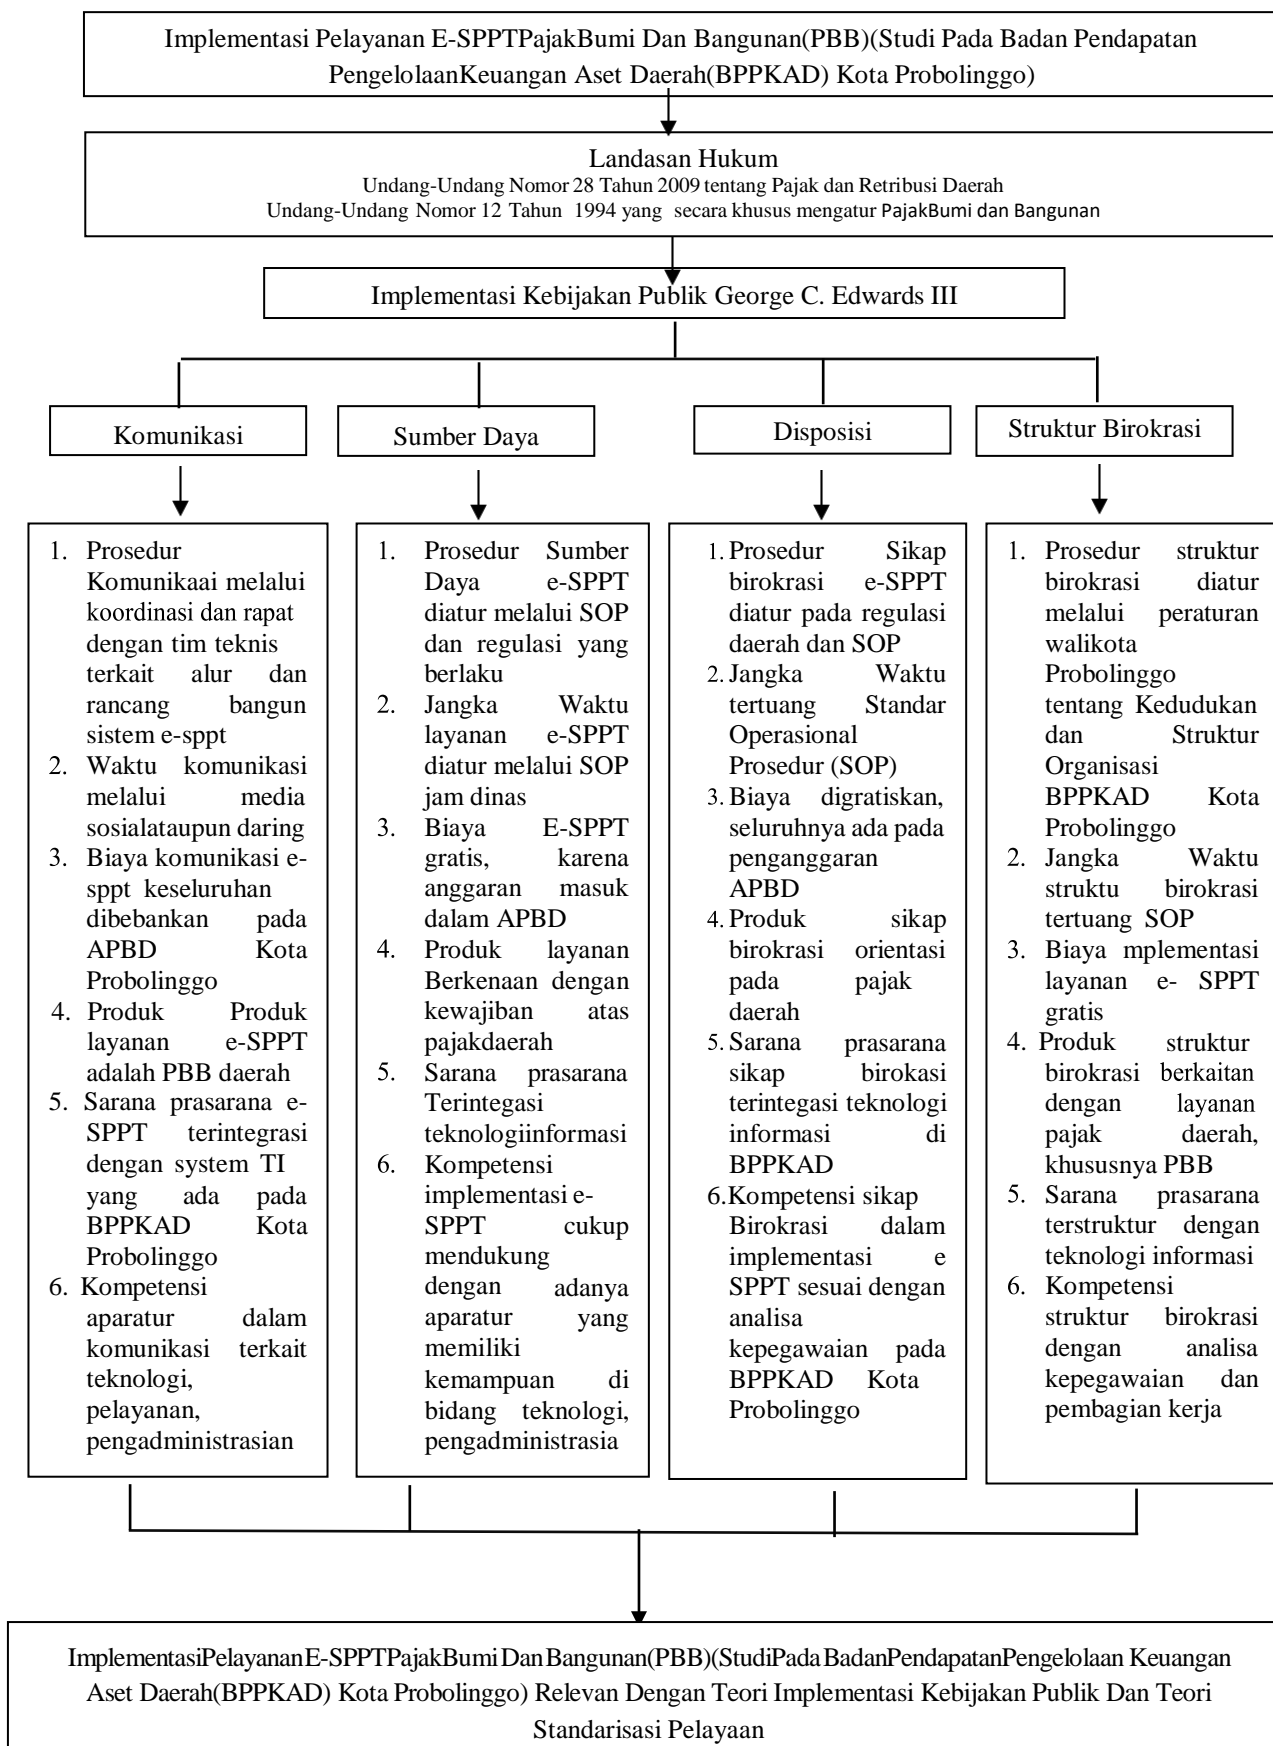 Implementasi Pelayanan E-SPPTPajakBumi Dan Bangunan(PBB)(Studi Pada Badan Pendapatan
PengelolaanKeuangan Aset Daerah(BPPKAD) Kota Probolinggo)
Landasan Hukum
Undang-Undang Nomor 28 Tahun 2009 tentang Pajak dan Retribusi Daerah
Undang-Undang Nomor 12 Tahun 1994 yang secara khusus mengatur PajakBumi dan Bangunan
Implementasi Kebijakan Publik George C. Edwards III
Komunikasi
Sumber Daya
Disposisi
Struktur Birokrasi
1. Prosedur
Komunikaai melalui
koordinasi dan rapat
dengan tim teknis
terkait alur dan
rancang bangun
sistem e-sppt
2. Waktu komunikasi
melalui media
sosialataupun daring
3. Biaya komunikasi e-
sppt keseluruhan
dibebankan pada
APBD Kota
Probolinggo
4. Produk Produk
layanan e-SPPT
adalah PBB daerah
5. Sarana prasarana e-
SPPT terintegrasi
dengan system TI
yang ada pada
BPPKAD Kota
Probolinggo
6. Kompetensi
aparatur dalam
komunikasi terkait
teknologi,
pelayanan,
pengadministrasian
1. Prosedur Sumber
Daya e-SPPT
diatur melalui SOP
dan regulasi yang
berlaku
2. Jangka Waktu
layanan e-SPPT
diatur melalui SOP
jam dinas
3. Biaya E-SPPT
gratis, karena
anggaran masuk
dalam APBD
4. Produk layanan
Berkenaan dengan
kewajiban atas
pajakdaerah
5. Sarana prasarana
Terintegasi
teknologiinformasi
6. Kompetensi
implementasi e-
SPPT cukup
mendukung
dengan adanya
aparatur yang
memiliki
kemampuan di
bidang teknologi,
pengadministrasia
1. Prosedur Sikap
birokrasi e-SPPT
diatur pada regulasi
daerah dan SOP
2. Jangka Waktu
tertuang Standar
Operasional
Prosedur (SOP)
3. Biaya digratiskan,
seluruhnya ada pada
penganggaran
APBD
4. Produk sikap
birokrasi orientasi
pada pajak
daerah
5. Sarana prasarana
sikap birokasi
terintegasi teknologi
informasi di
BPPKAD
6.Kompetensi sikap
Birokrasi dalam
implementasi e
SPPT sesuai dengan
analisa
kepegawaian pada
BPPKAD Kota
Probolinggo
1. Prosedur struktur
birokrasi diatur
melalui peraturan
walikota
Probolinggo
tentang Kedudukan
dan Struktur
Organisasi
BPPKAD Kota
Probolinggo
2. Jangka Waktu
struktu birokrasi
tertuang SOP
3. Biaya mplementasi
layanan e- SPPT
gratis
4. Produk struktur
birokrasi berkaitan
dengan layanan
pajak daerah,
khususnya PBB
5. Sarana prasarana
terstruktur dengan
teknologi informasi
6. Kompetensi
struktur birokrasi
dengan analisa
kepegawaian dan
pembagian kerja
ImplementasiPelayananE-SPPTPajakBumiDanBangunan(PBB)(StudiPadaBadanPendapatanPengelolaan Keuangan
Aset Daerah(BPPKAD) Kota Probolinggo) Relevan Dengan Teori Implementasi Kebijakan Publik Dan Teori
Standarisasi Pelayaan